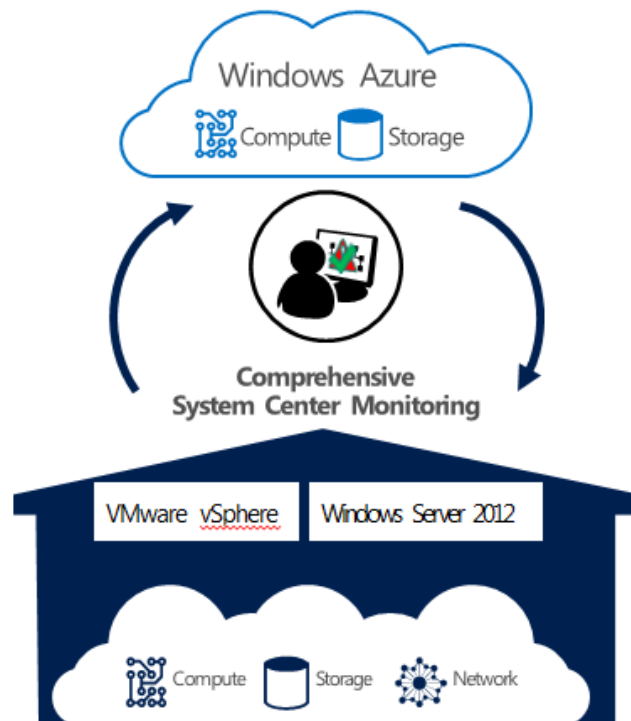 Windows Azure
Compute Storage
Comprehensive
System Center Monitoring
VMware vSphere Windows Server 2012
Compute Storage Network